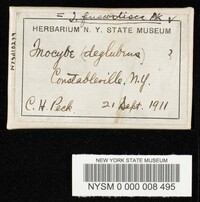 = I. fuscodisca Pk
HERBARIUM N. Y. STATE MUSEUM
Inocybe (deglubens) ?
Constableville, N.Y.
C. H. Peck 21 Sept. 1911
NEW YORK STATE MUSEUM
NYSM 0 000 008 495